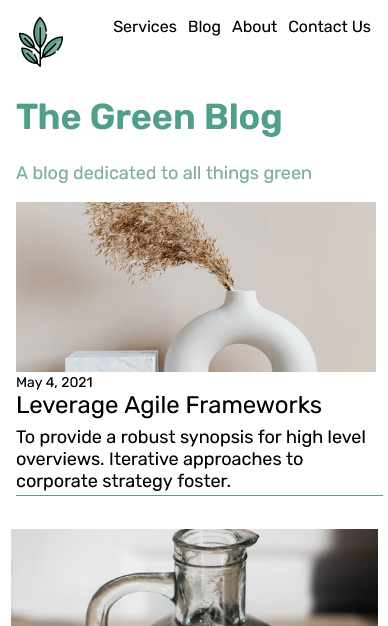 Services Blog About Contact Us
The Green Blog
A blog dedicated to all things green
May 4, 2021
Leverage Agile Frameworks
To provide a robust synopsis for high level
overviews. Iterative approaches to
corporate strategy foster.